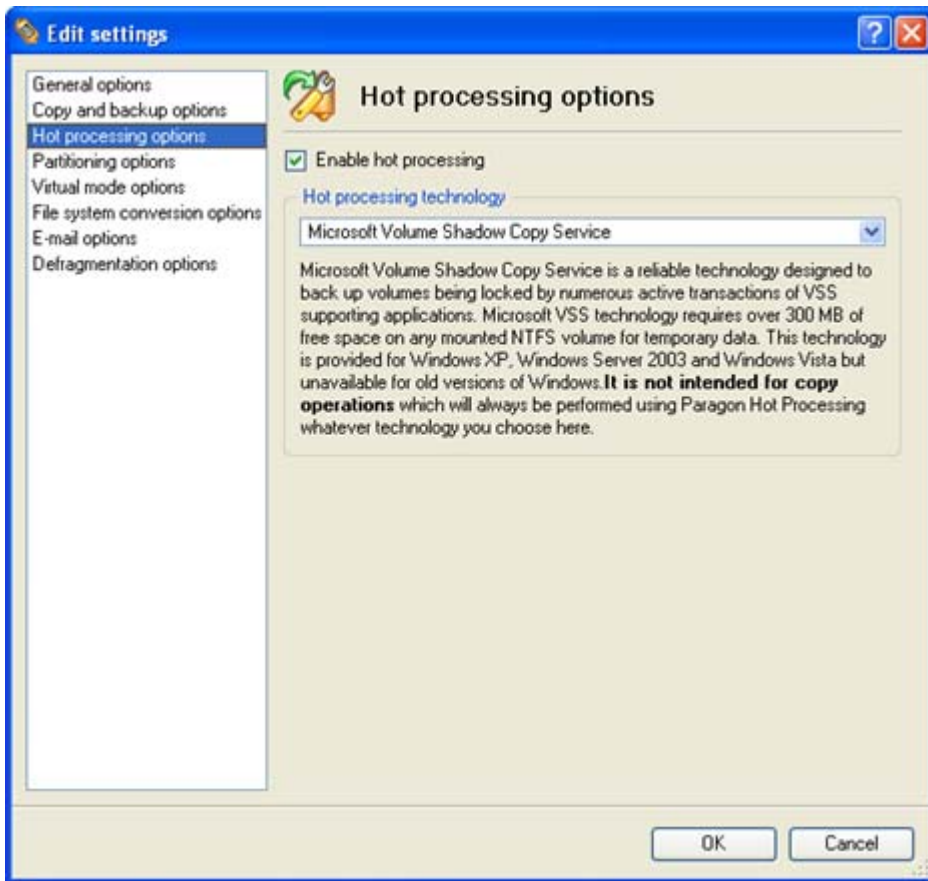 Edit settings
General options
Copy and backup options
Hot processing options
Partitioning options
Virtual mode options
File system conversion options
E-mail options
Defragmentation options
Hot processing options
Enable hot processing
Hot processing technology
Microsoft Volume Shadow Copy Service
Microsoft Volume Shadow Copy Service is a reliable technology designed to
back up volumes being locked by numerous active transactions of VSS
supporting applications. Microsoft VSS technology requires over 300 MB of
free space on any mounted NTFS volume for temporary data. This technology
is provided for Windows XP, Windows Server 2003 and Windows Vista but
unavailable for old versions of Windows.It is not intended for copy
operations which will always be performed using Paragon Hot Processing
whatever technology you choose here.
OK
Cancel